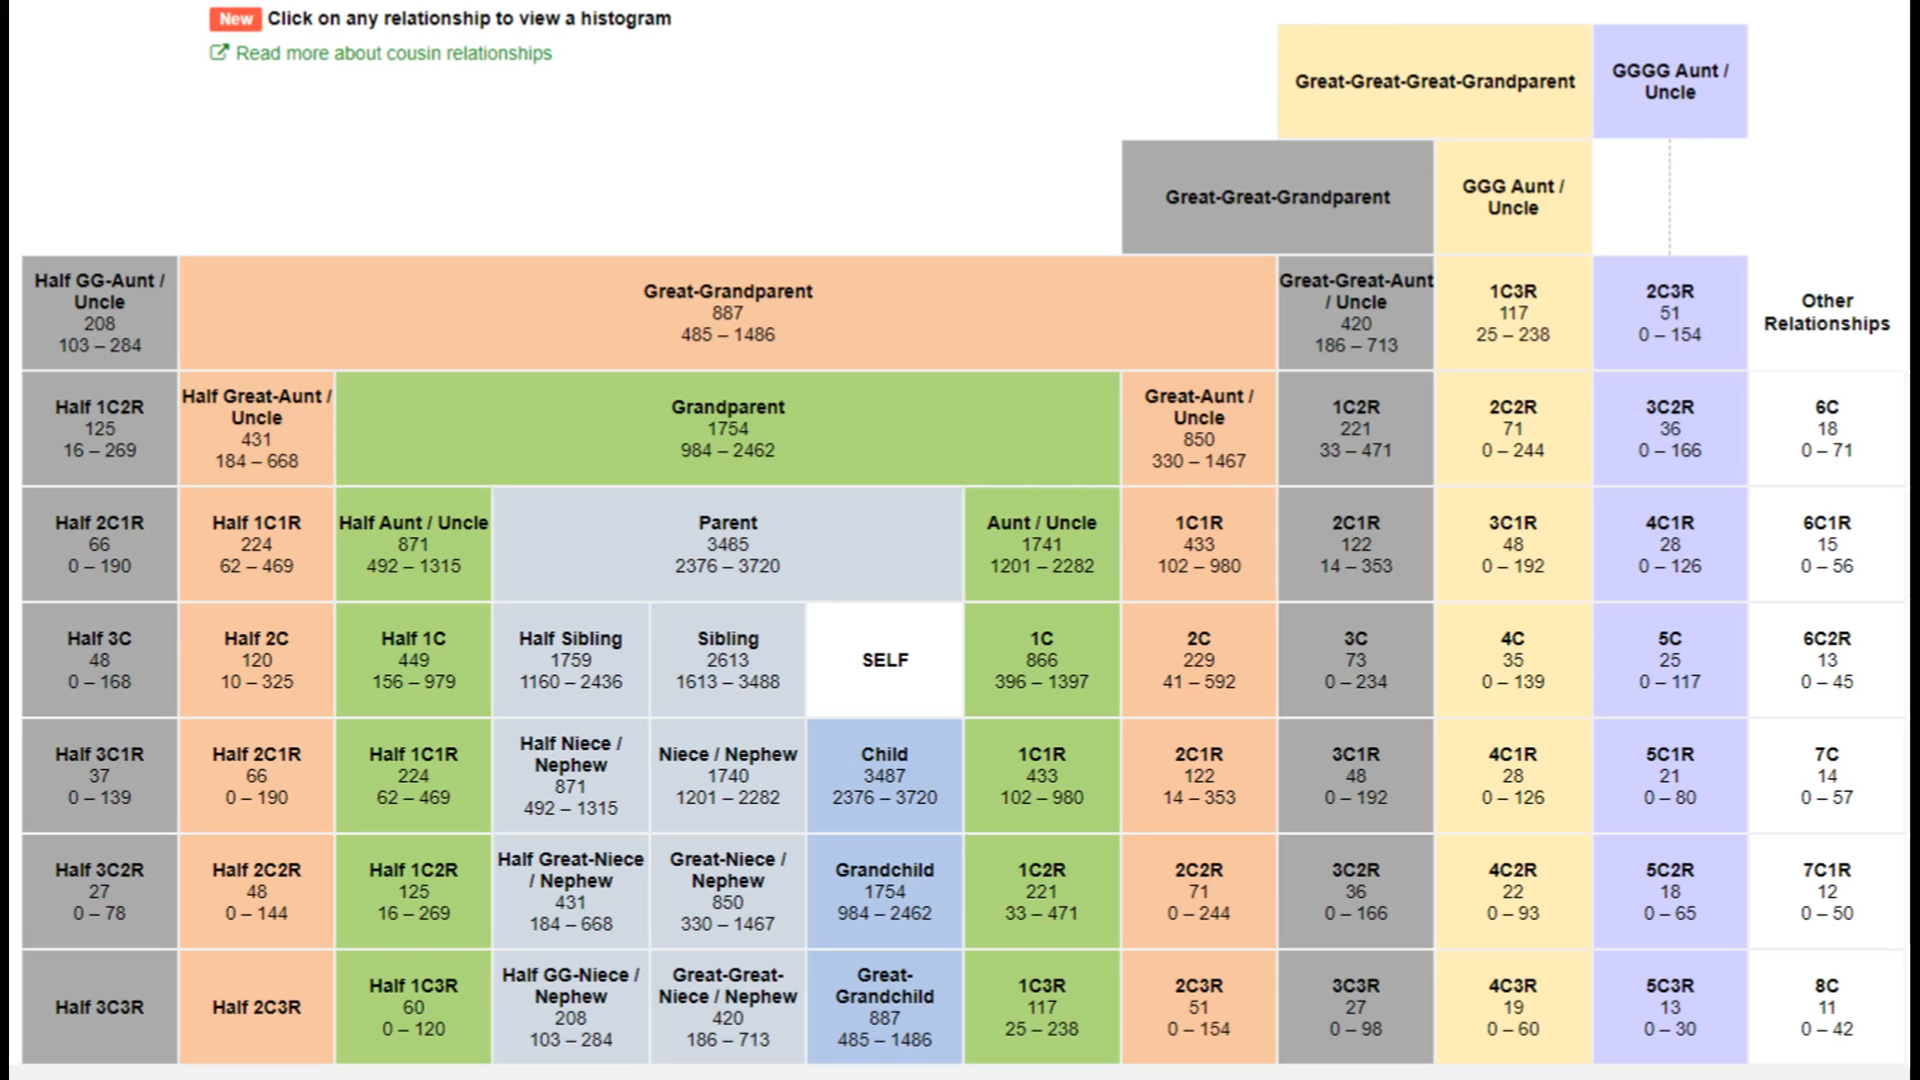 New Click on any relationship to view a histogram
Read more about cousin relationships
Great-Great-Great-Grandparent
GGGG Aunt /
Uncle
Great-Great-Grandparent
GGG Aunt /
Uncle
Half GG-Aunt /
Uncle
208
103 – 284
Great-Grandparent
887
485 – 1486
Great-Great-Aunt
/ Uncle
420
186 – 713
1C3R
117
25 – 238
2C3R
51
0 – 154
Other
Relationships
Half 1C2R
125
16 – 269
Half Great-Aunt /
Uncle
431
184 – 668
Grandparent
1754
984 – 2462
Great-Aunt /
Uncle
850
330 – 1467
1C2R
221
33 – 471
2C2R
71
0 – 244
3C2R
36
0 – 166
6C
18
0 – 71
Half 2C1R
66
0 – 190
Half 1C1R
224
62 – 469
Half Aunt / Uncle
871
492 – 1315
Parent
3485
2376 – 3720
Aunt / Uncle
1741
1201 – 2282
1C1R
433
102 – 980
2C1R
122
14 – 353
3C1R
48
0 – 192
4C1R
28
0 – 126
6C1R
15
0 – 56
Half 3C
48
0 – 168
Half 2C
120
10 – 325
Half 1C
449
156 – 979
Half Sibling
1759
1160 – 2436
Sibling
2613
1613 – 3488
SELF
1C
866
396 – 1397
2C
229
41 – 592
3C
73
0 – 234
4C
35
0 – 139
5C
25
0 – 117
6C2R
13
0 – 45
Half 3C1R
37
0 – 139
Half 2C1R
66
0 – 190
Half 1C1R
224
62 – 469
Half Niece /
Nephew
871
492 – 1315
Niece / Nephew
1740
1201 – 2282
Child
3487
2376 – 3720
1C1R
433
102 – 980
2C1R
122
14 – 353
3C1R
48
0 – 192
4C1R
28
0 – 126
5C1R
21
0 – 80
7C
14
0 – 57
Half 3C2R
27
0 – 78
Half 2C2R
48
0 – 144
Half 1C2R
125
16 – 269
Half Great-Niece
/ Nephew
431
184 – 668
Great-Niece /
Nephew
850
330 – 1467
Grandchild
1754
984 – 2462
1C2R
221
33 – 471
2C2R
71
0 – 244
3C2R
36
0 – 166
4C2R
22
0 – 93
5C2R
18
0 – 65
7C1R
12
0 – 50
Half 3C3R
Half 2C3R
Half 1C3R
60
0 – 120
Half GG-Niece /
Nephew
208
103 – 284
Great-Great-
Niece / Nephew
420
186 – 713
Great-
Grandchild
887
485 – 1486
1C3R
117
25 – 238
2C3R
51
0 – 154
3C3R
27
0 – 98
4C3R
19
0 – 60
5C3R
13
0 – 30
8C
11
0 – 42